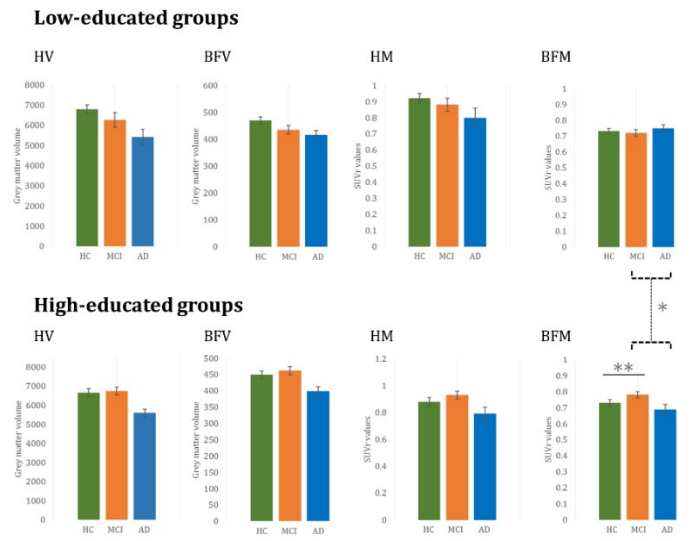 Low-educated groups
HV
BFV
HM
BFM
Grey matter volume
8000
7000
6000
5000
4000
3000
2000
1000
0
HC MCI AD
Grey matter volume
600
500
400
300
200
100
0
HC MCI AD
SUVr values
1
0.9
0.8
0.7
0.6
0.5
0.4
0.3
0.2
0.1
0
HC MCI AD
SUVr values
1
0.9
0.8
0.7
0.6
0.5
0.4
0.3
0.2
0.1
0
HC MCI AD
*
High-educated groups
HV
BFV
HM
BFM
Grey matter volume
7000
6000
5000
4000
3000
2000
1000
0
HC MCI AD
Grey matter volume
500
450
400
350
300
250
200
150
100
50
0
HC MCI AD
SUVr values
1.2
1
0.8
0.6
0.4
0.2
0
HC MCI AD
SUVr values
1
0.9
0.8
0.7
0.6
0.5
0.4
0.3
0.2
0.1
0
**
HC MCI AD